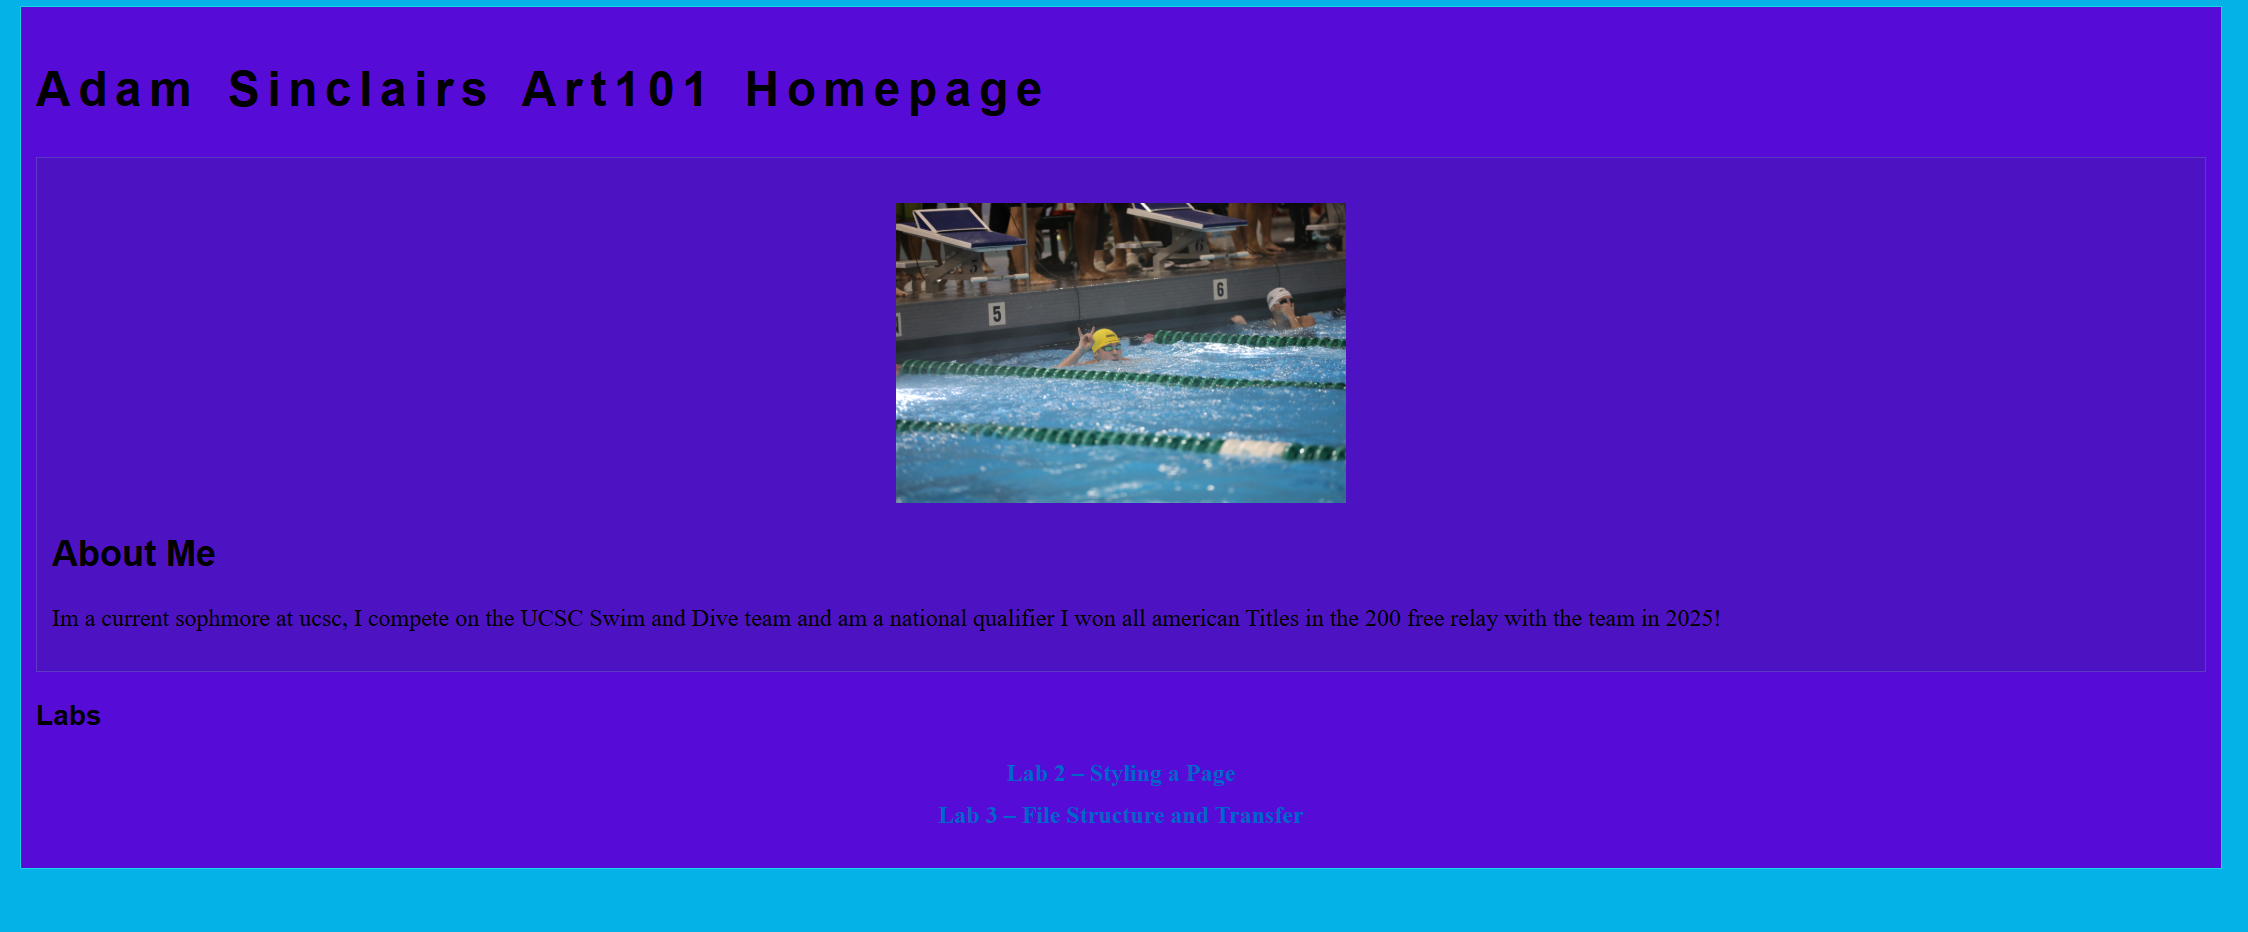 Adam Sinclairs Art101 Homepage
5
6
5
6
About Me
Im a current sophmore at ucsc, I compete on the UCSC Swim and Dive team and am a national qualifier I won all american Titles in the 200 free relay with the team in 2025!
Labs
Lab 2 – Styling a Page
Lab 3 – File Structure and Transfer